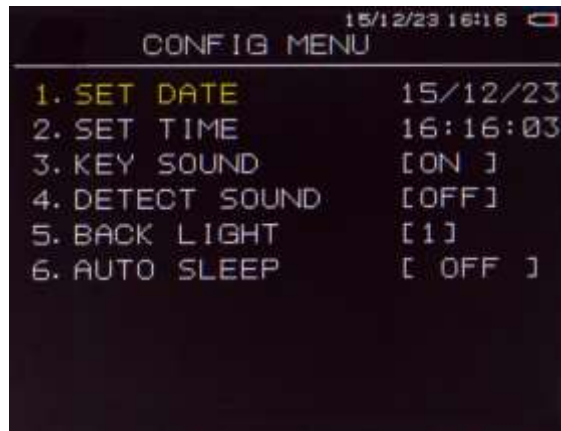 15/12/23 16:16
CONFIG MENU
1. SET DATE 15/12/23
2. SET TIME 16:16:03
3. KEY SOUND [ON ]
4. DETECT SOUND [OFF]
5. BACK LIGHT [1]
6. AUTO SLEEP [ OFF ]